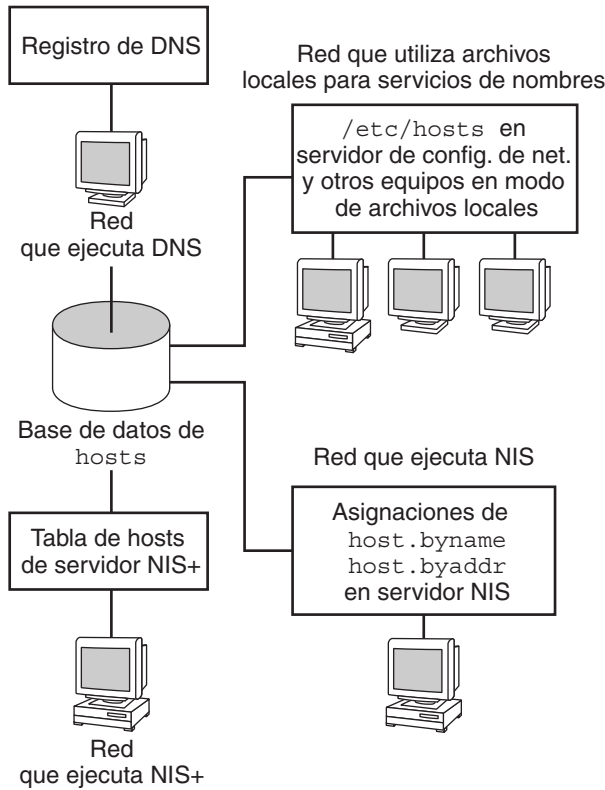 Registro de DNS
Red
que ejecuta DNS
Red que utiliza archivos
locales para servicios de nombres
/etc/hosts en
servidor de config. de net.
y otros equipos en modo
de archivos locales
Base de datos de
hosts
Tabla de hosts
de servidor NIS+
Red
que ejecuta NIS+
Red que ejecuta NIS
Asignaciones de
host.byname
host.byaddr
en servidor NIS